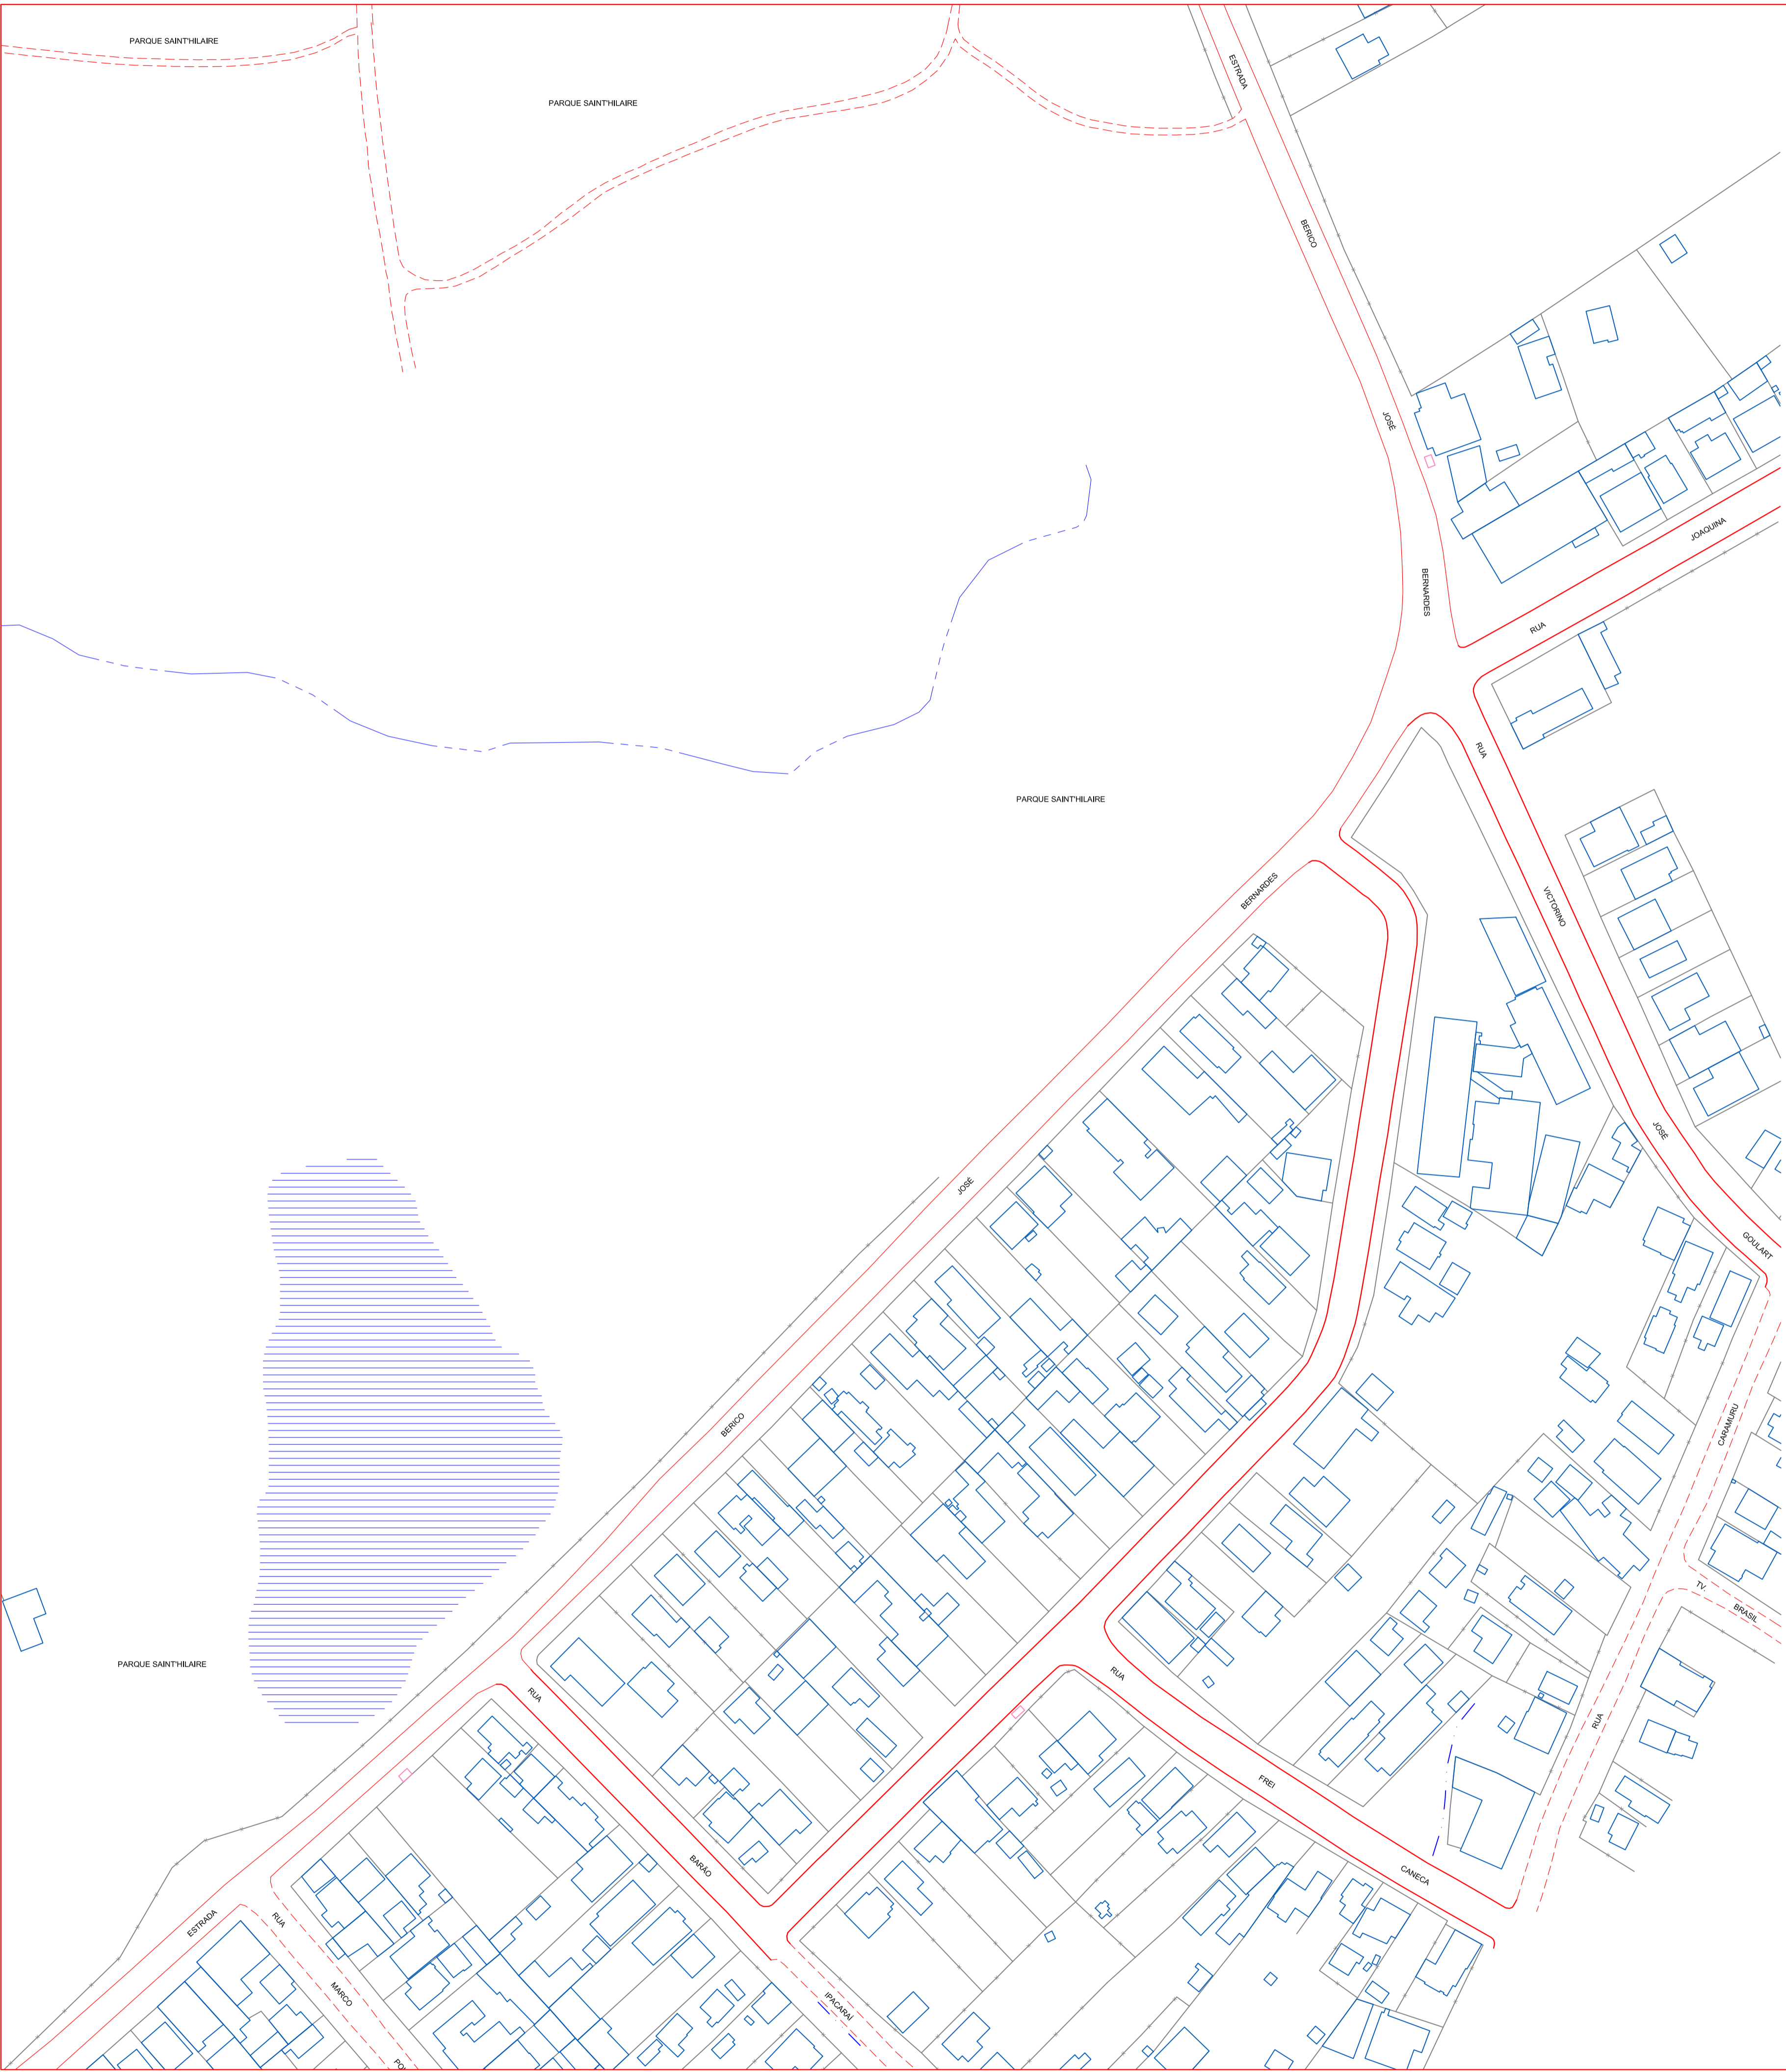 PARQUE SAINT'HILAIRE
ESTRADA
PARQUE SAINT'HILAIRE
BERICO
JOSÉ
JOAQUINA
BERNARDES
RUA
RUA
PARQUE SAINT'HILAIRE
BERNARDES
VICTORINO
JOSÉ
JOSÉ
GOULART
BERICO
CARAMURU
TV.
BRASIL
PARQUE SAINT'HILAIRE
RUA
RUA
RUA
FREI
BARÃO
CANECA
ESTRADA
RUA
MARCO
IPACARAÍ